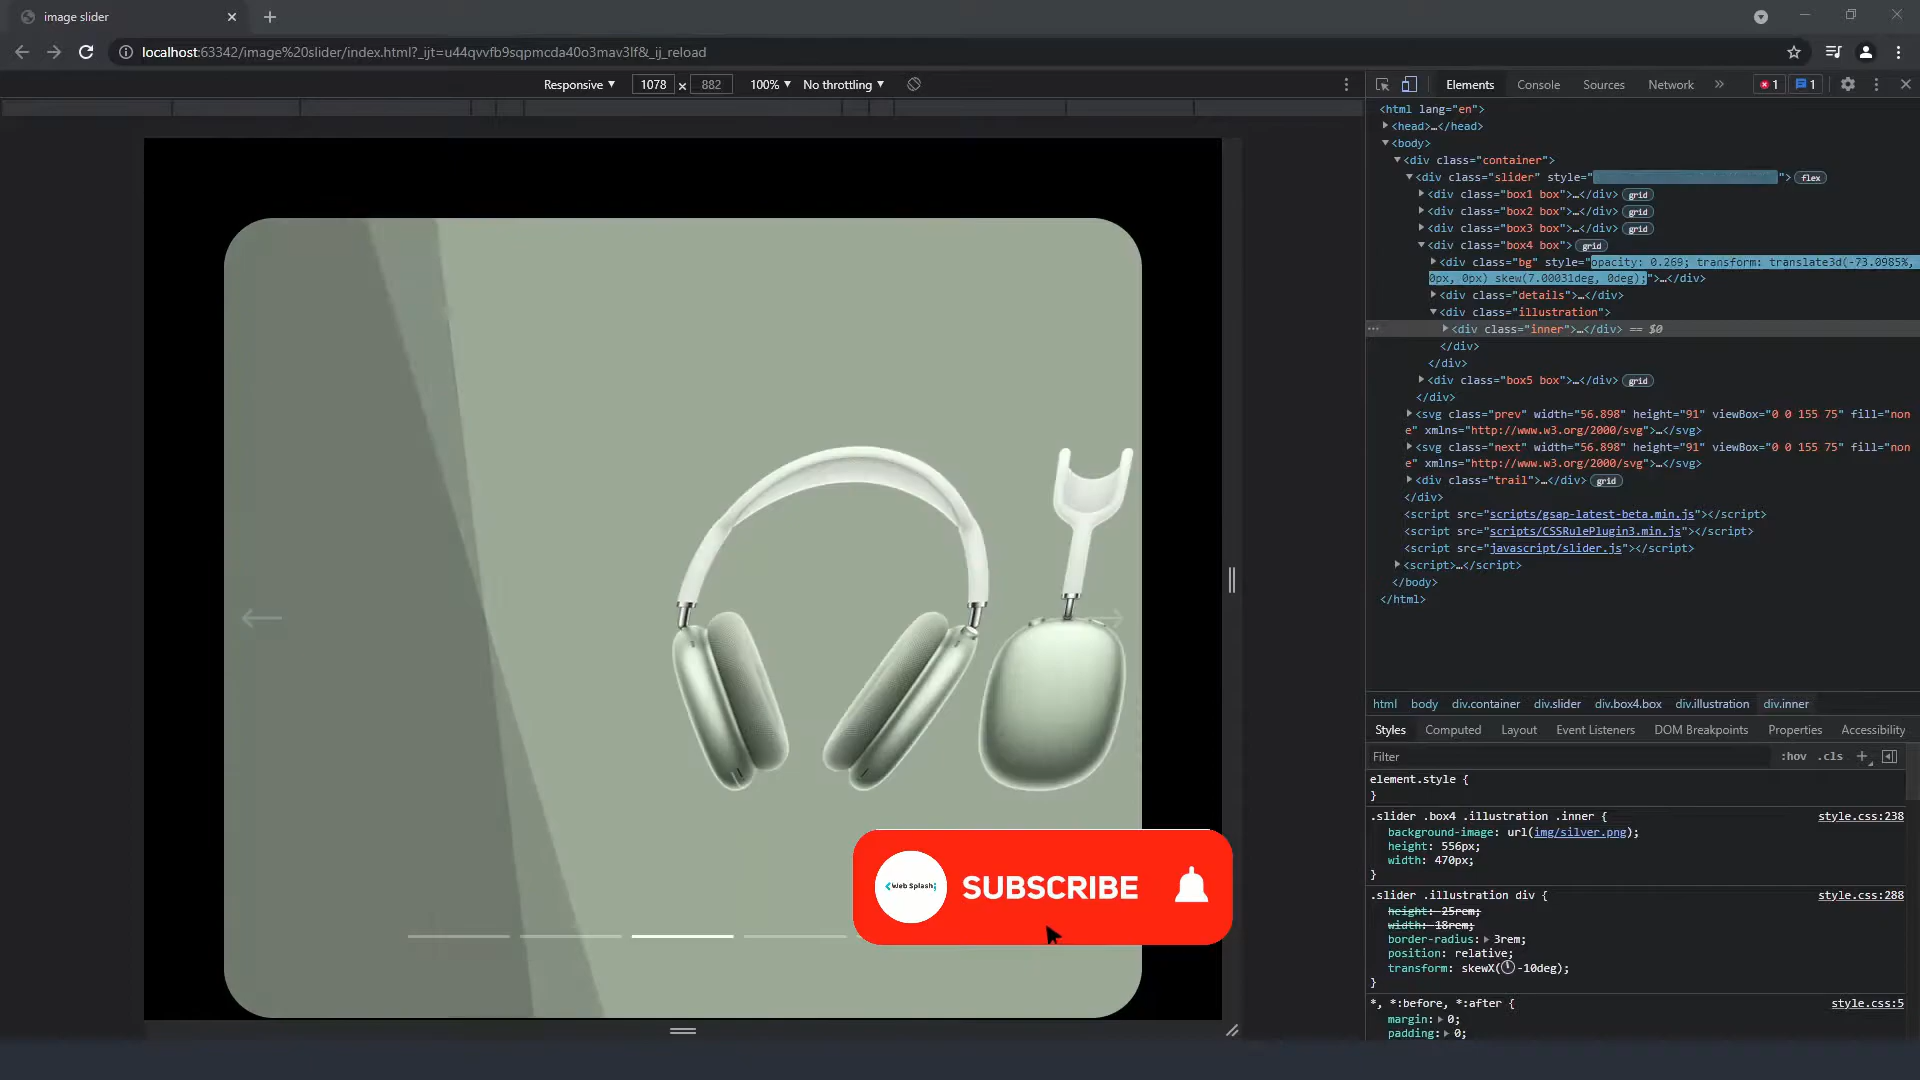 image slider
localhost:63342/image%20slider/index.html?_ijt=u44qvvfb9sqpmcda40o3mav3lf&_ij_reload
Responsive 1078 × 882 100% No throttling
Elements Console Sources Network » 1 1
<html lang="en">
<head>…</head>
<body>
<div class="container">
<div class="slider" style=" "> flex
<div class="box1 box">…</div> grid
<div class="box2 box">…</div> grid
<div class="box3 box">…</div> grid
<div class="box4 box"> grid
<div class="bg" style="opacity: 0.269; transform: translate3d(-73.0985%,
0px, 0px) skew(7.00031deg, 0deg);">…</div>
<div class="details">…</div>
<div class="illustration">
<div class="inner">…</div> == $0
</div>
</div>
<div class="box5 box">…</div> grid
</div>
<svg class="prev" width="56.898" height="91" viewBox="0 0 155 75" fill="non
e" xmlns="http://www.w3.org/2000/svg">…</svg>
<svg class="next" width="56.898" height="91" viewBox="0 0 155 75" fill="non
e" xmlns="http://www.w3.org/2000/svg">…</svg>
<div class="trail">…</div> grid
</div>
<script src="scripts/gsap-latest-beta.min.js"></script>
<script src="scripts/CSSRulePlugin3.min.js"></script>
<script src="javascript/slider.js"></script>
<script>…</script>
</body>
</html>
html body div.container div.slider div.box4.box div.illustration div.inner
Styles Computed Layout Event Listeners DOM Breakpoints Properties Accessibility
Filter :hov .cls +
element.style {
}
.slider .box4 .illustration .inner { style.css:238
background-image: url(img/silver.png);
height: 556px;
width: 470px;
}
.slider .illustration div { style.css:288
height: 25rem;
width: 18rem;
border-radius: 3rem;
position: relative;
transform: skewX(-10deg);
}
*, *:before, *:after { style.css:5
margin: 0;
padding: 0;
<Web Splash;
SUBSCRIBE